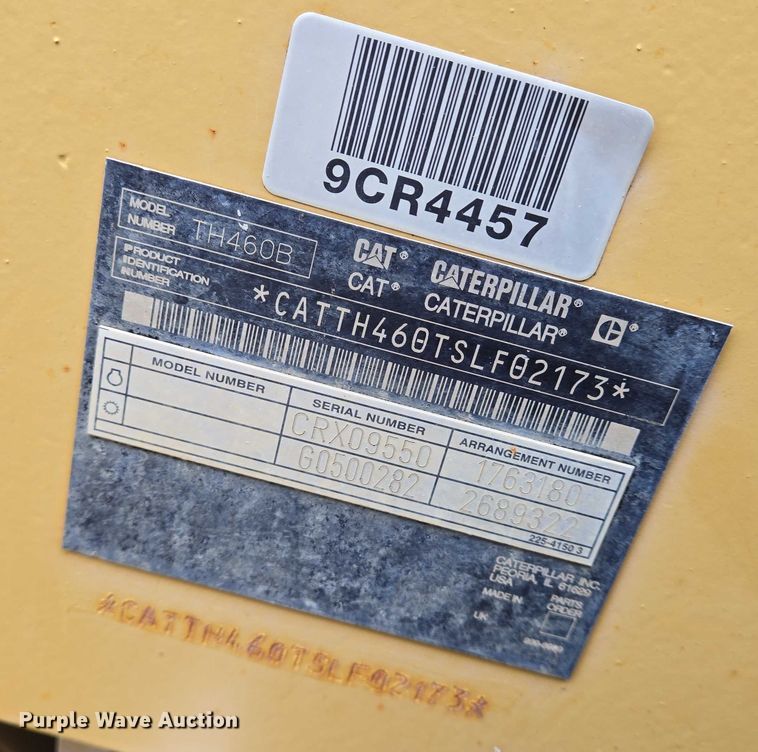 9CR4457
MODEL NUMBER TH460B
CAT® CATERPILLAR®
CAT® CATERPILLAR®
PRODUCT IDENTIFICATION NUMBER
*CATTH460TSLF02173*
MODEL NUMBER SERIAL NUMBER ARRANGEMENT NUMBER
CRX09550 1763180
G0500282 2689322
225-4150 3
CATERPILLAR INC.
PEORIA IL 61629
USA
MADE IN PARTS ORDER
UK
*CATTH460TSLF02173*
Purple Wave Auction